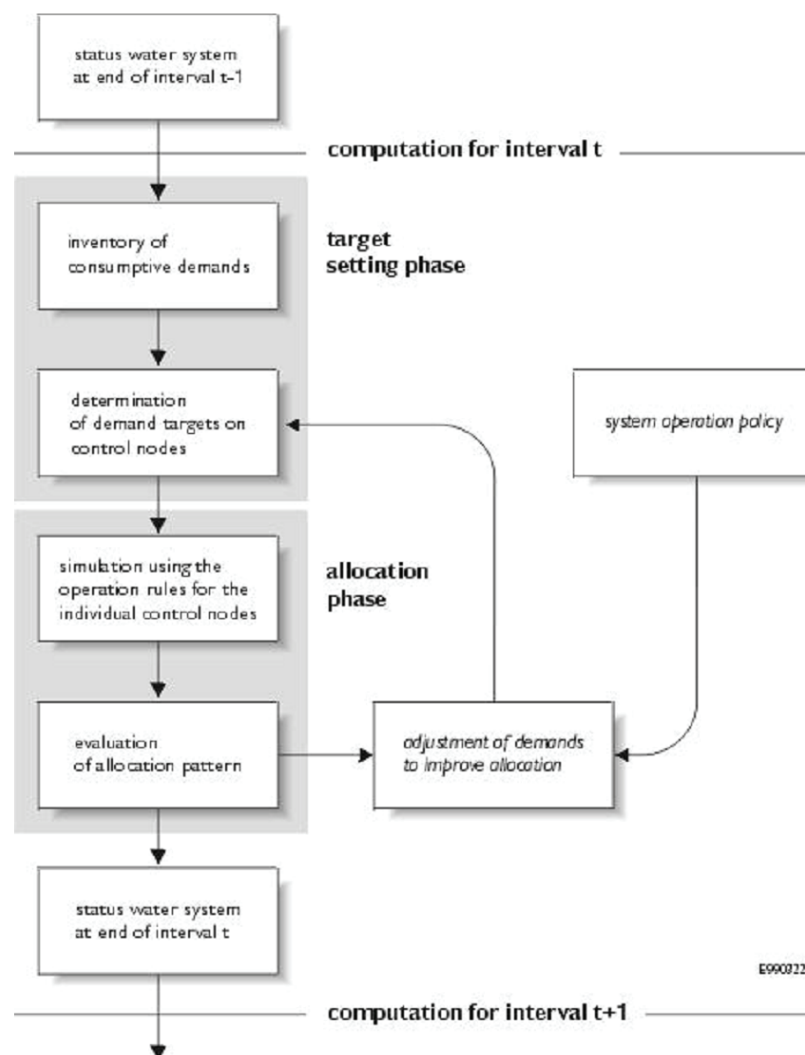 status water system
at end of interval t-1
computation for interval t
inventory of
consumptive demands
target
setting phase
determination
of demand targets on
control nodes
system operation policy
simulation using the
operation rules for the
individual control nodes
allocation
phase
evaluation
of allocation pattern
adjustment of demands
to improve allocation
status water system
at end of interval t
E990322
computation for interval t+1